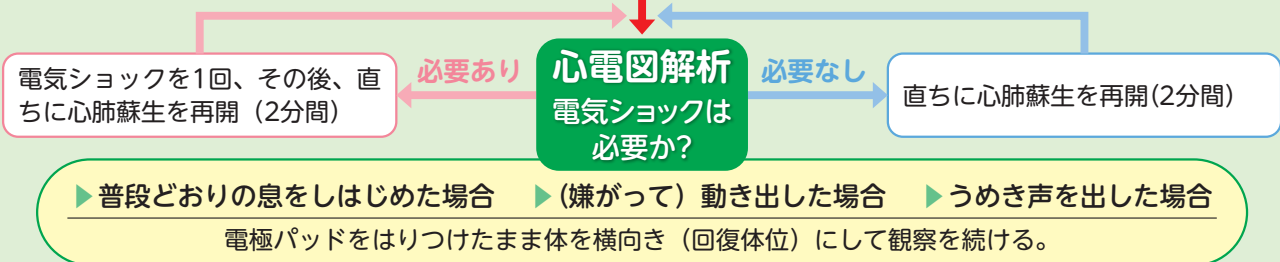 電気ショックを1回、その後、直
ちに心肺蘇生を再開（2分間）
必要あり
心電図解析
電気ショックは
必要か?
必要なし
直ちに心肺蘇生を再開(2分間)
▶普段どおりの息をしはじめた場合 ▶(嫌がって）動き出した場合 ▶うめき声を出した場合
電極パッドをはりつけたまま体を横向き（回復体位）にして観察を続ける。